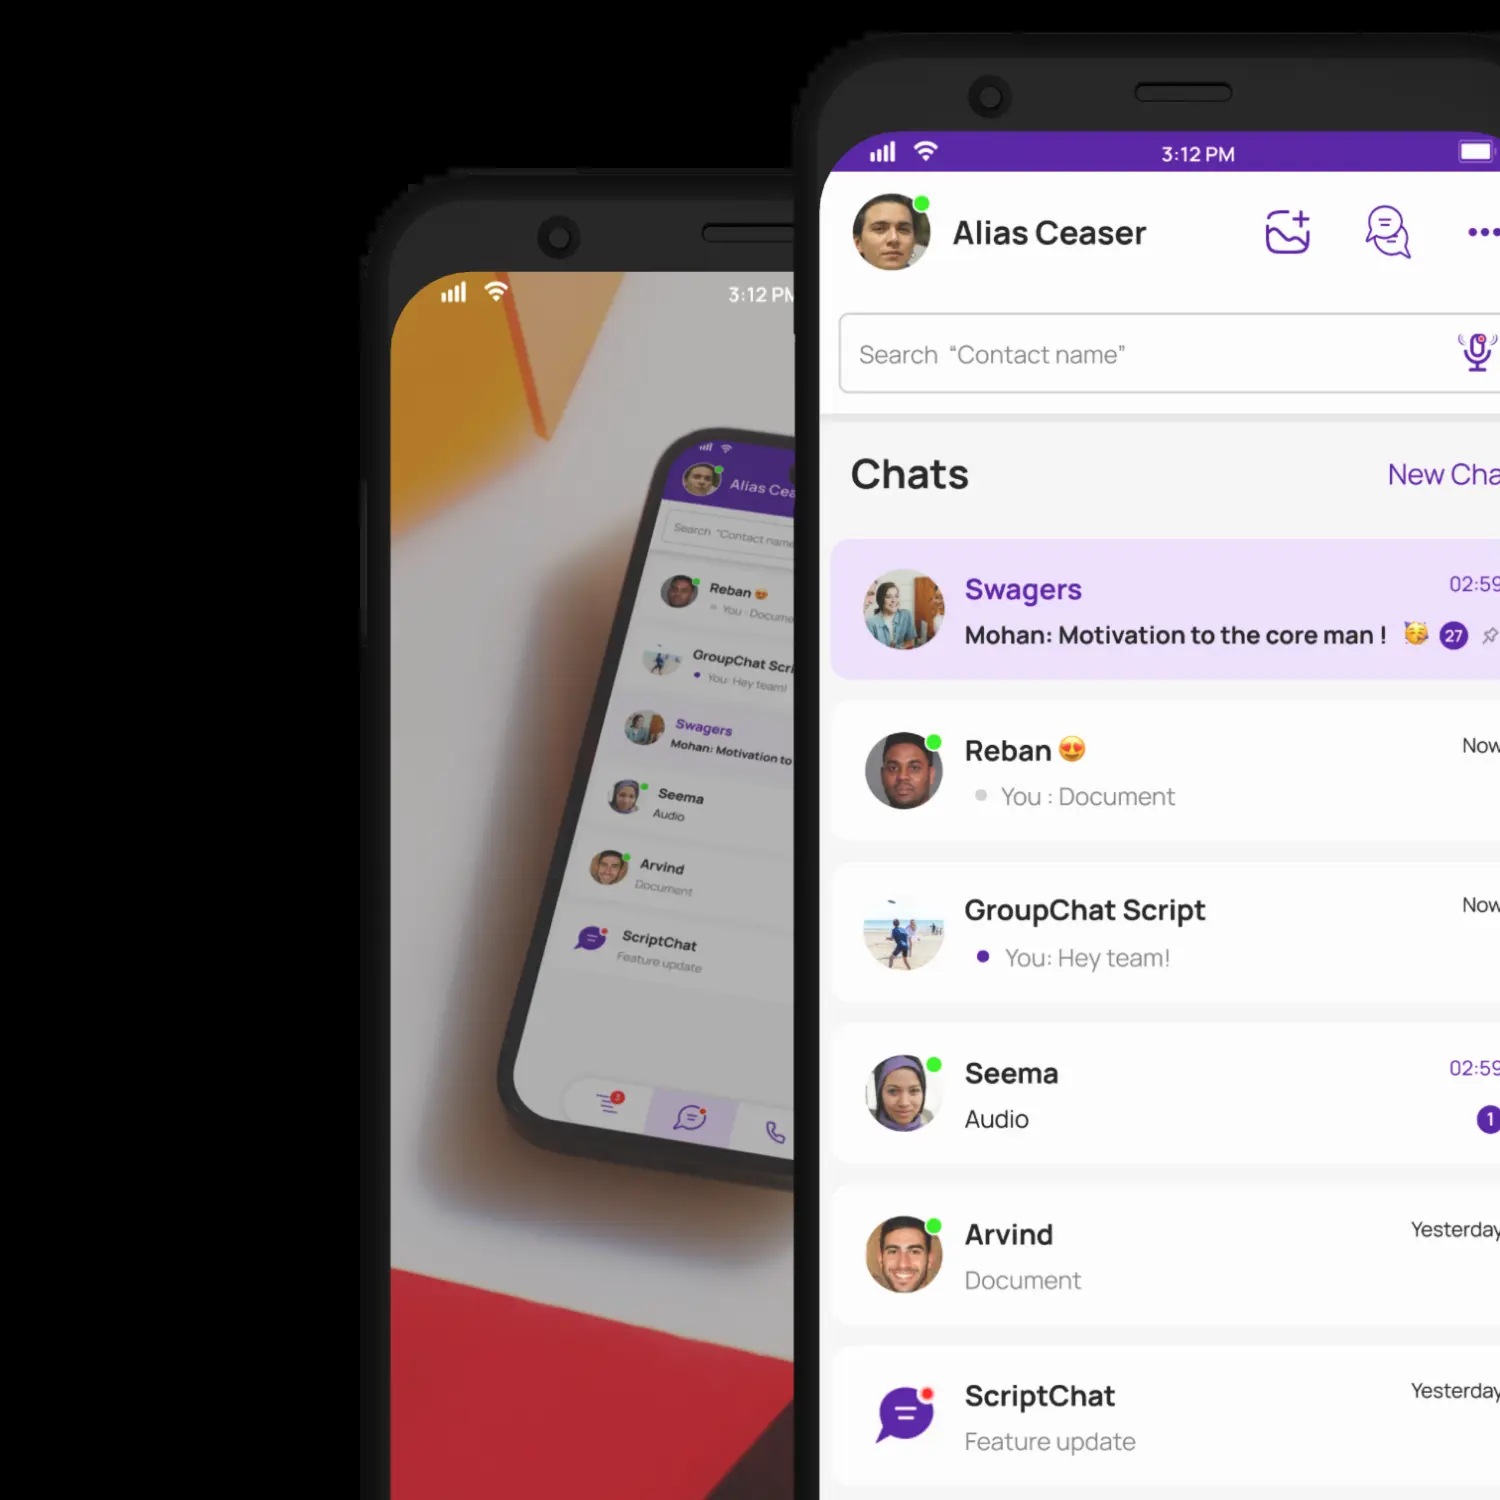 3:12 PM
Alias Ceaser
Search “Contact name”
Chats
New Cha
Swagers
02:59
Mohan: Motivation to the core man !
27
Reban
Now
You : Document
GroupChat Script
Now
You: Hey team!
Seema
02:59
Audio
1
Arvind
Yesterday
Document
ScriptChat
Yesterday
Feature update
3:12 PM
Alias Cea
Search “Contact name
Reban
You : Docume
GroupChat Scri
You: Hey team!
Swagers
Mohan: Motivation to
Seema
Audio
Arvind
Document
ScriptChat
Feature update